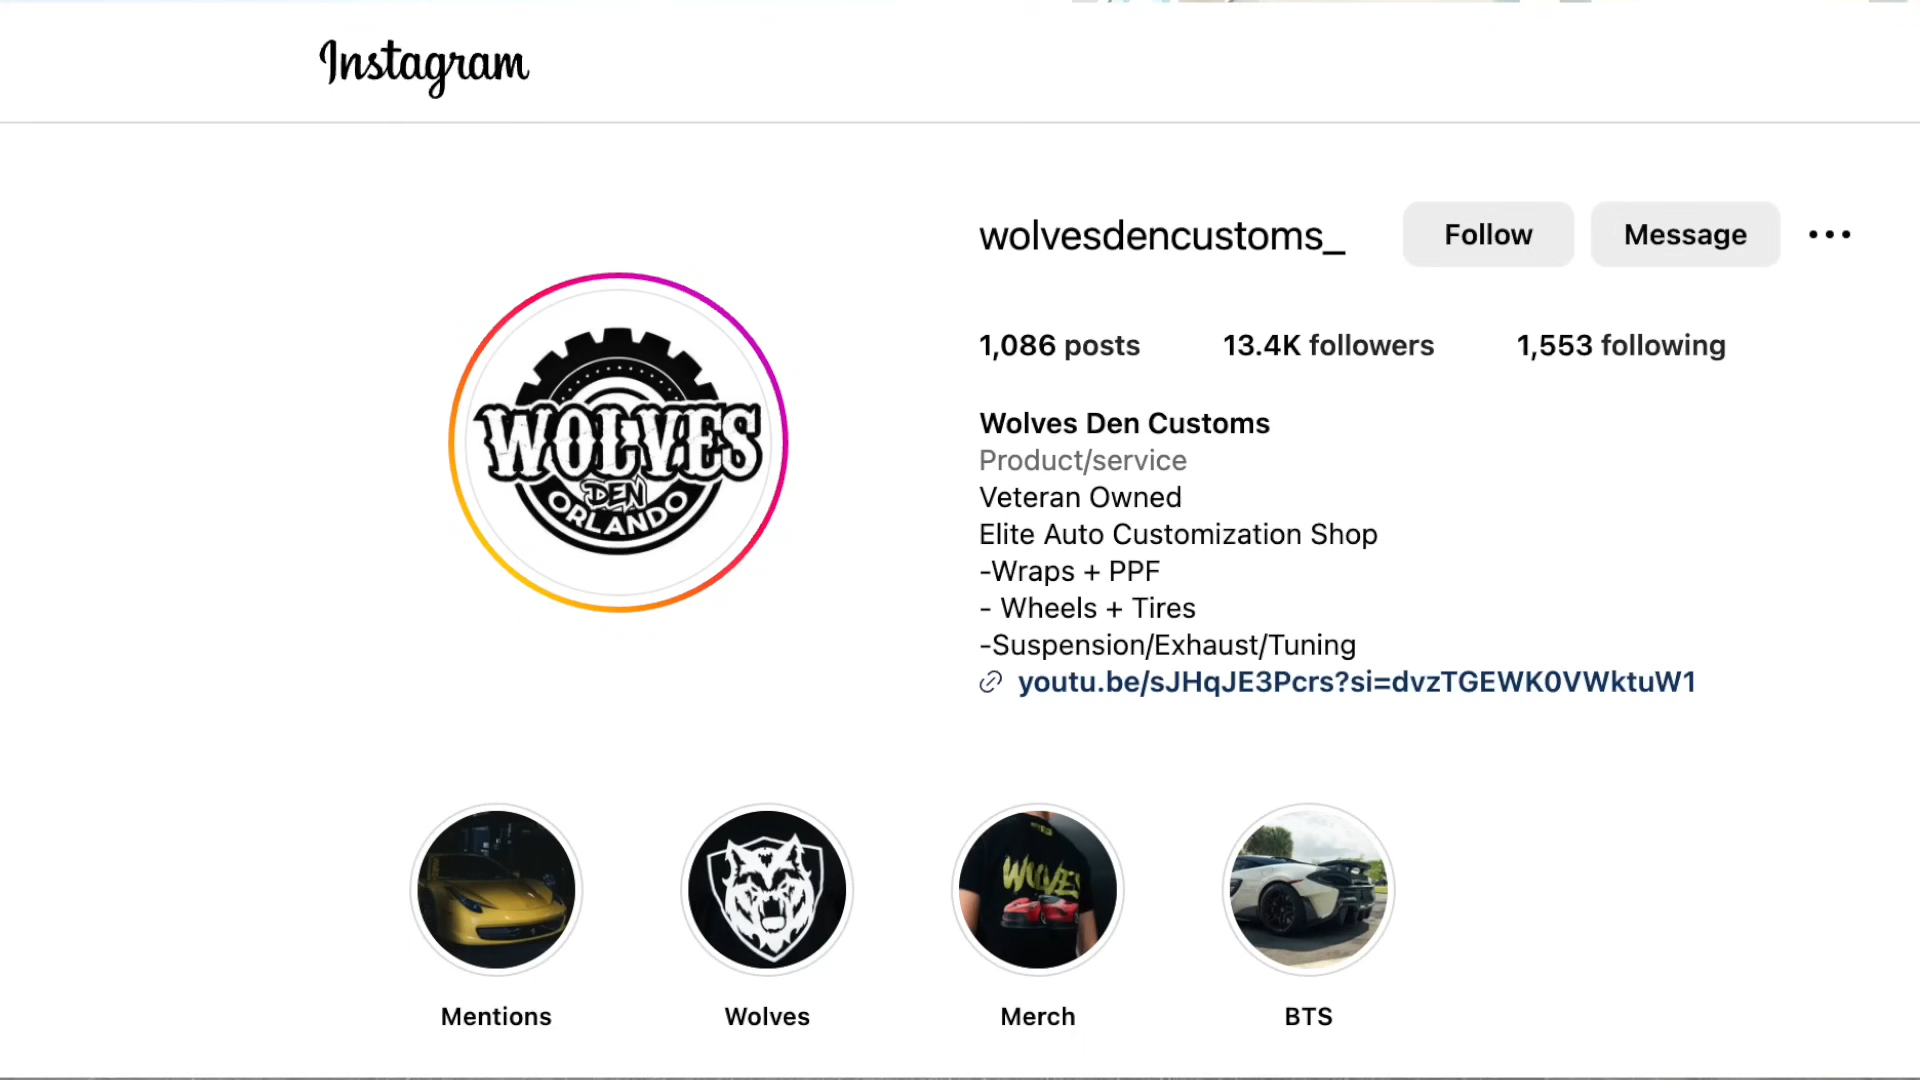 Instagram
wolvesdencustoms_
Follow
Message
1,086 posts
13.4K followers
1,553 following
WOLVES
DEN
ORLANDO
Wolves Den Customs
Product/service
Veteran Owned
Elite Auto Customization Shop
-Wraps + PPF
- Wheels + Tires
-Suspension/Exhaust/Tuning
youtu.be/sJHqJE3Pcrs?si=dvzTGEWK0VWktuW1
WOLVES
Mentions
Wolves
Merch
BTS